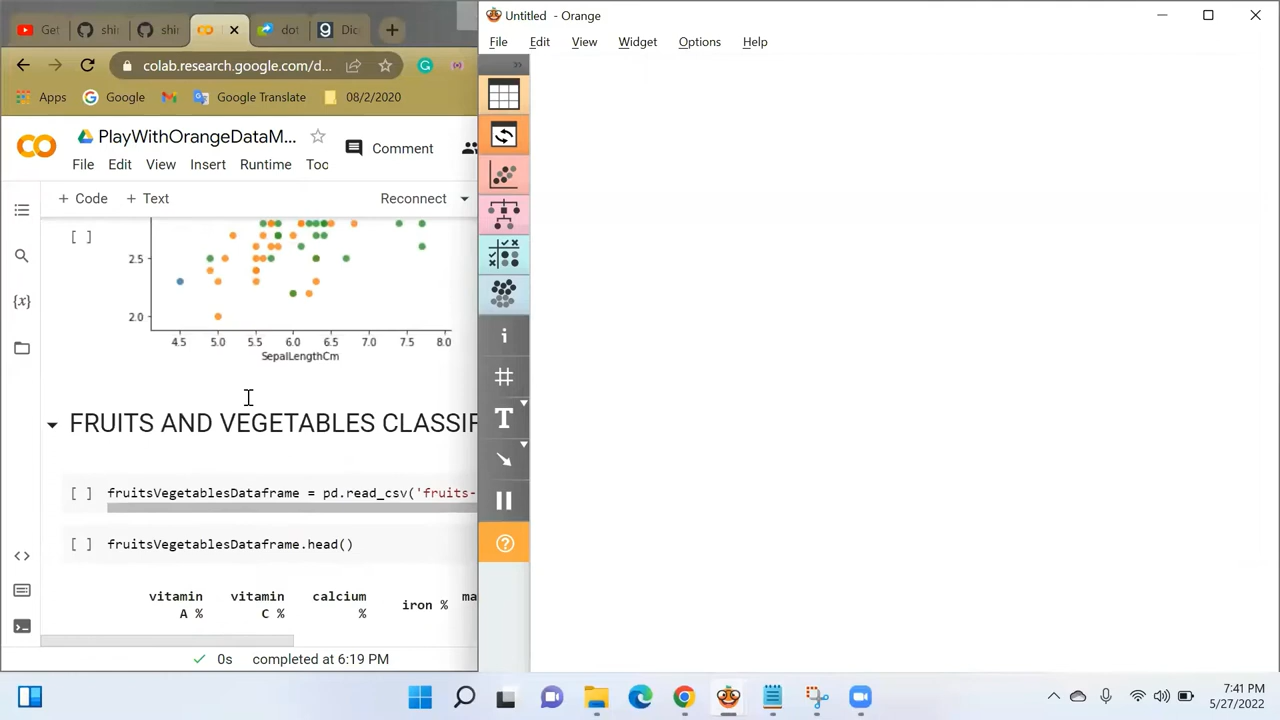 Get
shir
shir
dot
Dic
Untitled - Orange
colab.research.google.com/d...
File Edit View Widget Options Help
Apps Google Google Translate 08/2020
PlayWithOrangeDataM...
Comment
File Edit View Insert Runtime Toc
+ Code + Text Reconnect
[ ]
2.5
2.0
4.5 5.0 5.5 6.0 6.5 7.0 7.5 8.0
SepalLengthCm
FRUITS AND VEGETABLES CLASSIF
[ ] fruitsVegetablesDataframe = pd.read_csv('fruits-
[ ] fruitsVegetablesDataframe.head()
vitamin A % vitamin C % calcium % iron % ma
0s completed at 6:19 PM
7:41 PM
5/27/2022